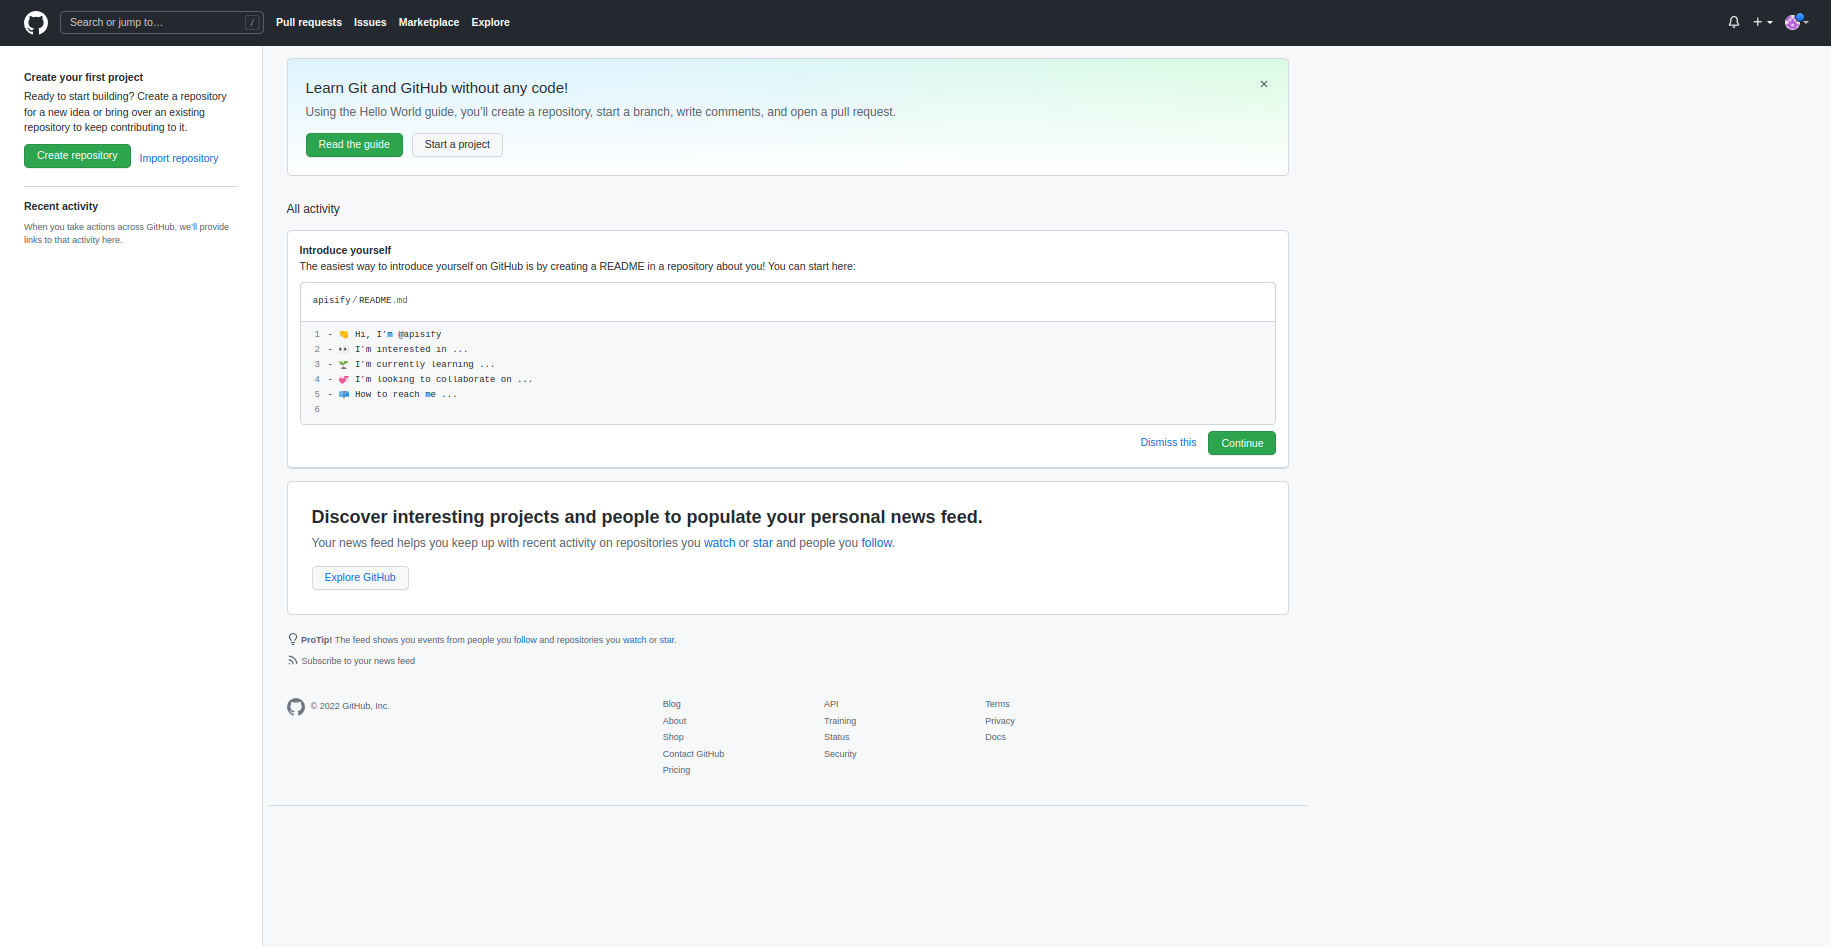 Search or jump to…
/
Pull requests
Issues
Marketplace
Explore
Create your first project
Ready to start building? Create a repository
for a new idea or bring over an existing
repository to keep contributing to it.
Create repository
Import repository
Recent activity
When you take actions across GitHub, we'll provide
links to that activity here.
Learn Git and GitHub without any code!
Using the Hello World guide, you'll create a repository, start a branch, write comments, and open a pull request.
Read the guide
Start a project
All activity
Introduce yourself
The easiest way to introduce yourself on GitHub is by creating a README in a repository about you! You can start here:
apisify/README.md
1 - 👋 Hi, I'm @apisify
2 - 👀 I'm interested in ...
3 - 🌱 I'm currently learning ...
4 - 💞️ I'm looking to collaborate on ...
5 - 📫 How to reach me ...
6
Dismiss this
Continue
Discover interesting projects and people to populate your personal news feed.
Your news feed helps you keep up with recent activity on repositories you watch or star and people you follow.
Explore GitHub
ProTip! The feed shows you events from people you follow and repositories you watch or star.
Subscribe to your news feed
© 2022 GitHub, Inc.
Blog
About
Shop
Contact GitHub
Pricing
API
Training
Status
Security
Terms
Privacy
Docs